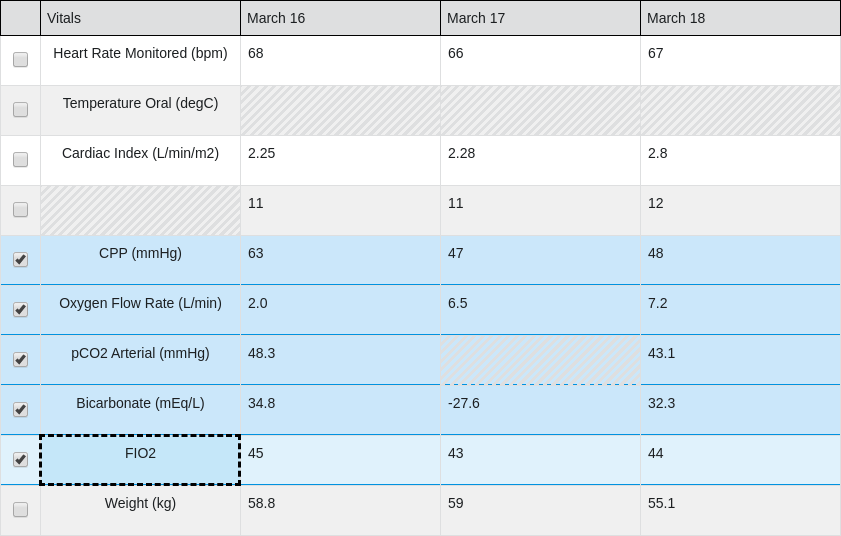 Vitals March 16 March 17 March 18
Heart Rate Monitored (bpm) 68 66 67
Temperature Oral (degC)
Cardiac Index (L/min/m2) 2.25 2.28 2.8
11 11 12
CPP (mmHg) 63 47 48
Oxygen Flow Rate (L/min) 2.0 6.5 7.2
pCO2 Arterial (mmHg) 48.3 43.1
Bicarbonate (mEq/L) 34.8 -27.6 32.3
FIO2 45 43 44
Weight (kg) 58.8 59 55.1